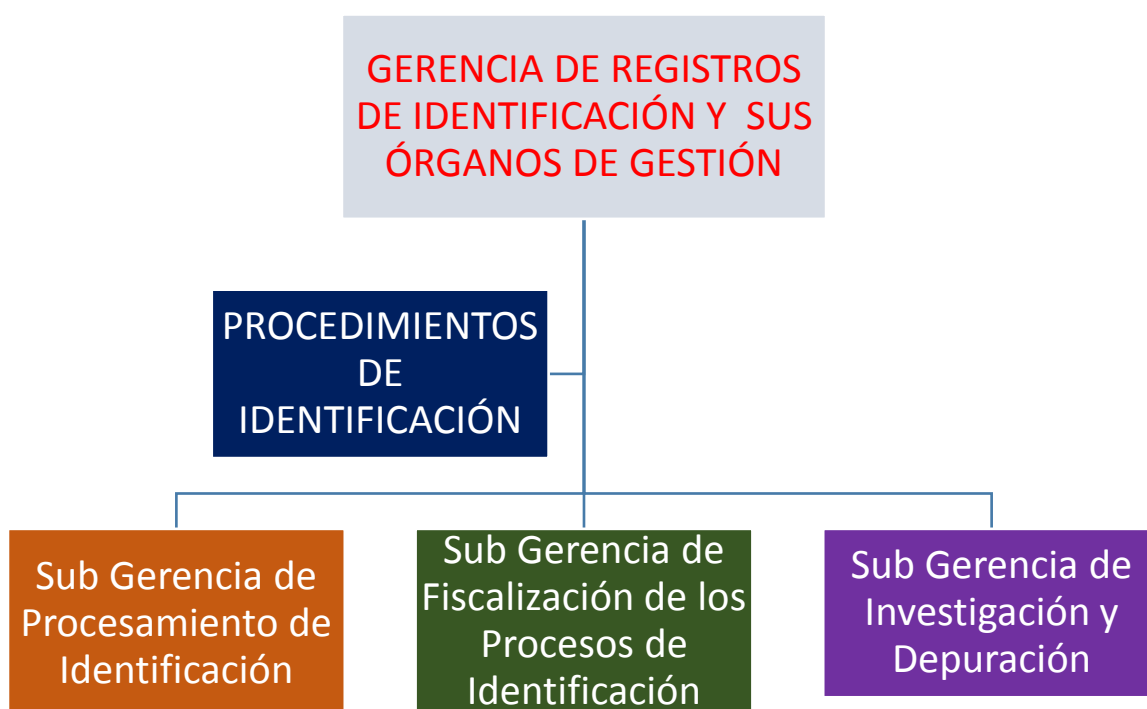 GERENCIA DE REGISTROS
DE IDENTIFICACIÓN Y SUS
ÓRGANOS DE GESTIÓN
PROCEDIMIENTOS
DE
IDENTIFICACIÓN
Sub Gerencia de
Procesamiento de
Identificación
Sub Gerencia de
Fiscalización de los
Procesos de
Identificación
Sub Gerencia de
Investigación y
Depuración